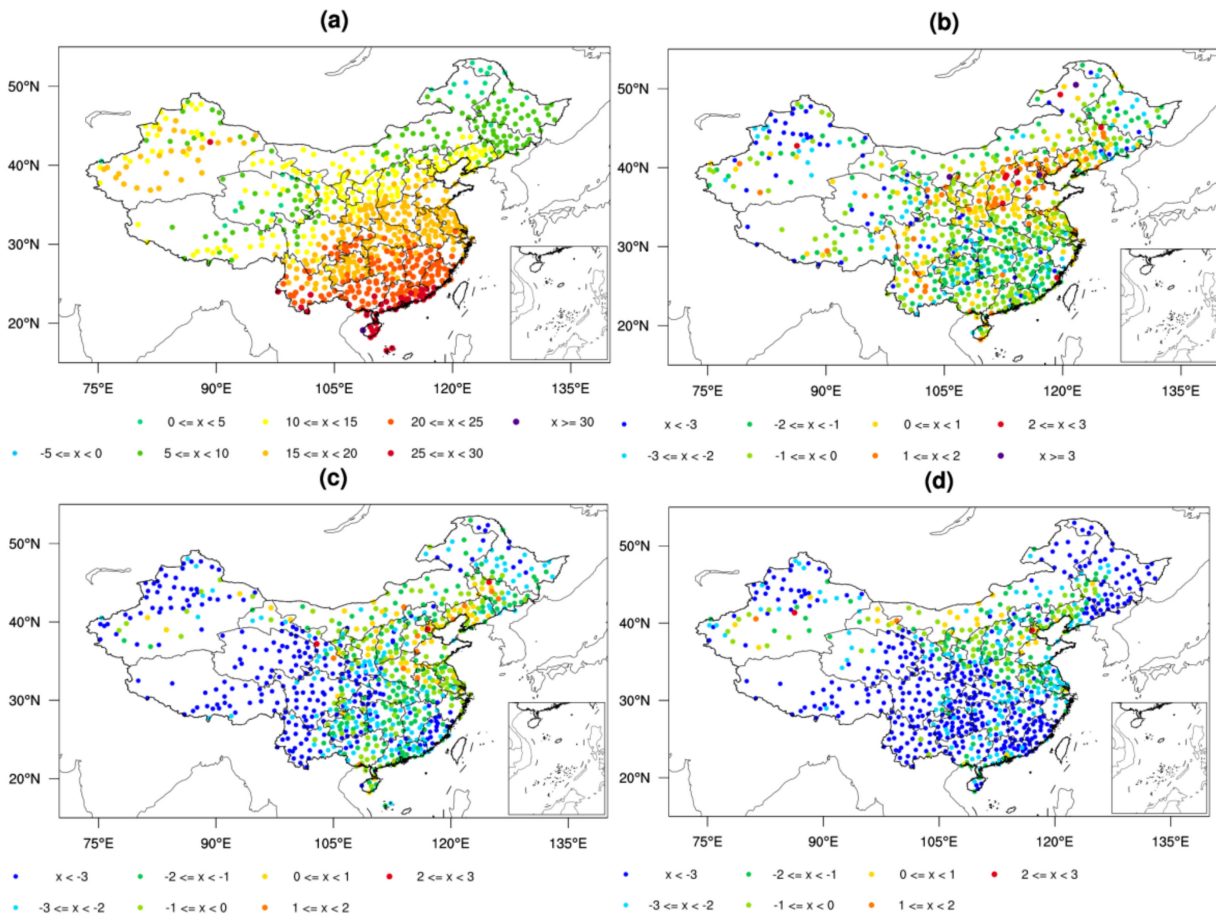 (a)
(b)
50°N
40°N
30°N
20°N
75°E 90°E 105°E 120°E 135°E
50°N
40°N
30°N
20°N
75°E 90°E 105°E 120°E 135°E
0 <= x < 5 10 <= x < 15 20 <= x < 25 x >= 30
-5 <= x < 0 5 <= x < 10 15 <= x < 20 25 <= x < 30
x < -3 -2 <= x < -1 0 <= x < 1 2 <= x < 3
-3 <= x < -2 -1 <= x < 0 1 <= x < 2 x >= 3
(c)
(d)
50°N
40°N
30°N
20°N
75°E 90°E 105°E 120°E 135°E
50°N
40°N
30°N
20°N
75°E 90°E 105°E 120°E 135°E
x < -3 -2 <= x < -1 0 <= x < 1 2 <= x < 3
-3 <= x < -2 -1 <= x < 0 1 <= x < 2
x < -3 -2 <= x < -1 0 <= x < 1 2 <= x < 3
-3 <= x < -2 -1 <= x < 0 1 <= x < 2